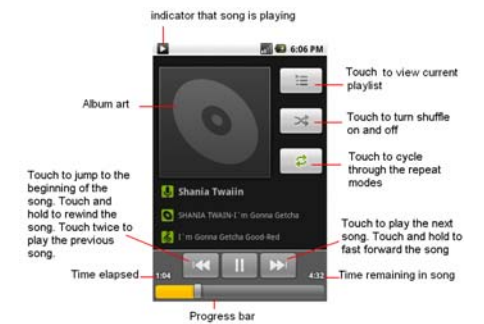 indicator that song is playing
6:06 PM
Touch to view current
playlist
Album art
Touch to turn shuffle
on and off
Touch to cycle
through the repeat
modes
Touch to jump to the
beginning of the
song. Touch and
hold to rewind the
song. Touch twice to
play the previous
song.
Shania Twaiin
SHANIA TWAIN-I`m Gonna Getcha
I`m Gonna Getcha Good-Red
Touch to play the next
song. Touch and hold to
fast forward the song
Time elapsed
1:04
4:32
Time remaining in song
Progress bar